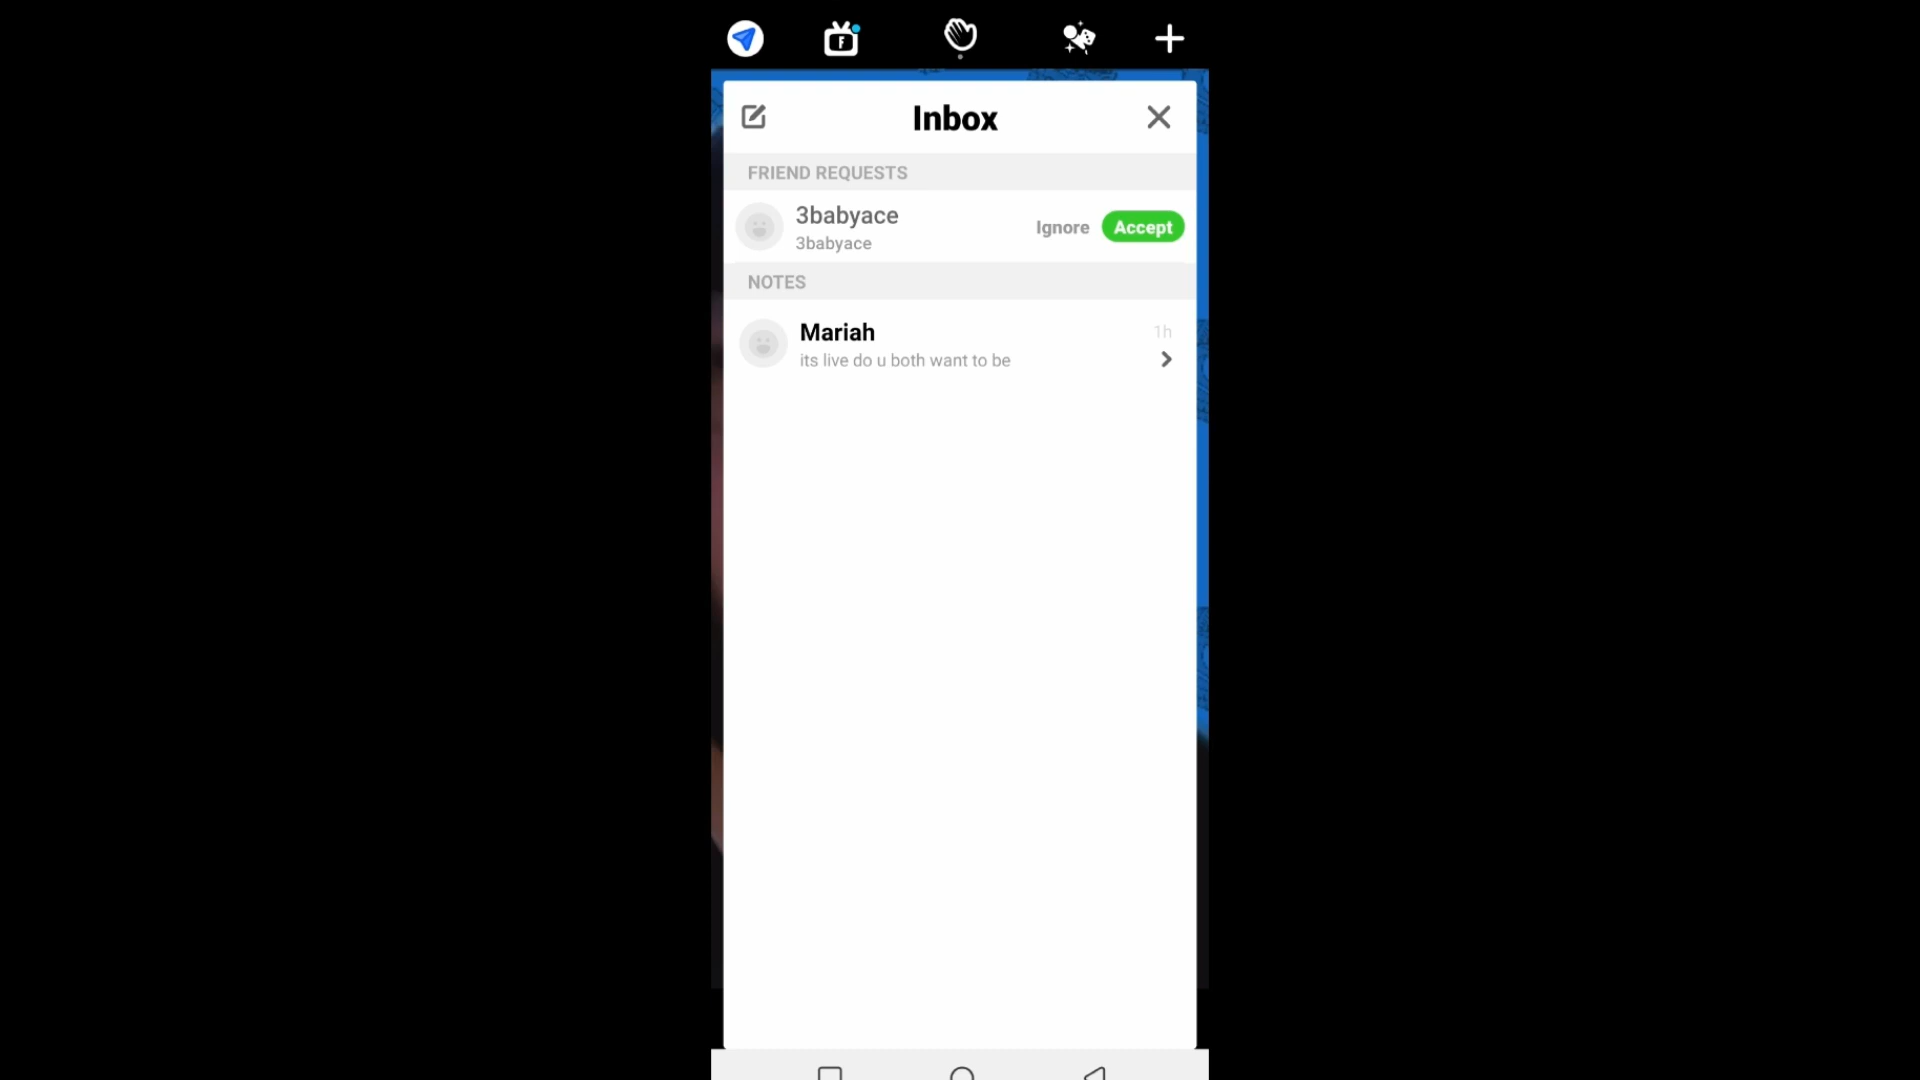 F
Inbox
FRIEND REQUESTS
3babyace
3babyace
Ignore
Accept
NOTES
Mariah
1h
its live do u both want to be